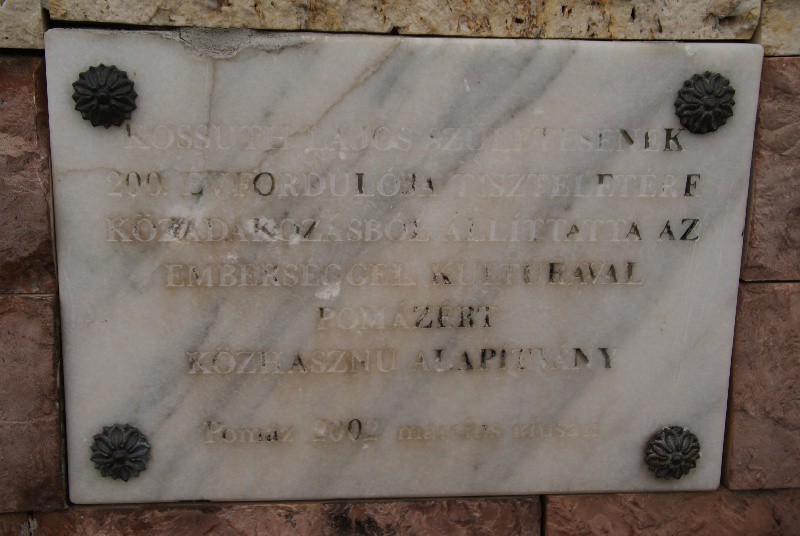 KOSSUTH LAJOS SZÜLETÉSÉNEK
200. ÉVFORDULÓJA TISZTELETÉRE
KÖZADAKOZÁSBÓL ÁLLÍTTATTA AZ
EMBERSÉGGEL KULTÚRÁVAL
POMÁZÉRT
KÖZHASZNÚ ALAPÍTVÁNY
Pomáz 2002 március